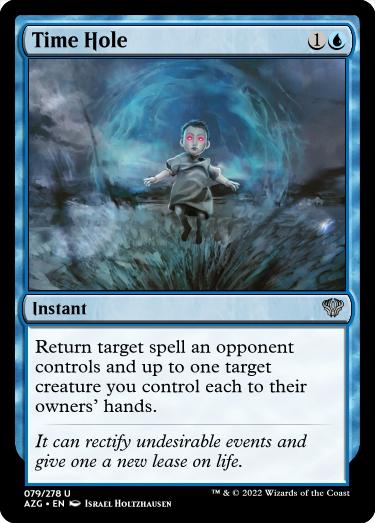 Time Hole 1
Instant
Return target spell an opponent
controls and up to one target
creature you control each to their
owners' hands.
It can rectify undesirable events and
give one a new lease on life.
079/278 U
AZG • EN Israel Holtzhausen
™ & © 2022 Wizards of the Coast